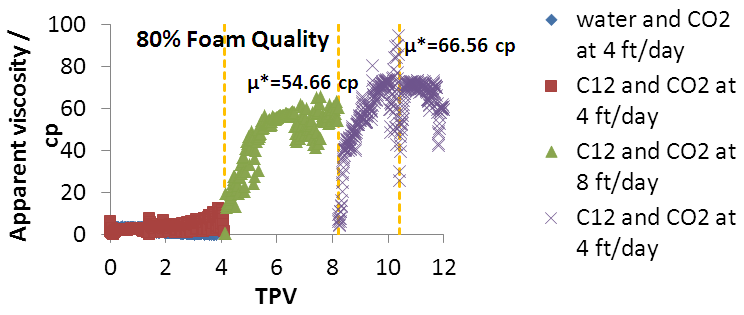 80% Foam Quality
μ*=54.66 cp
μ*=66.56 cp
Apparent viscosity /
cp
100
80
60
40
20
0
0 2 4 6 8 10 12
TPV
water and CO2
at 4 ft/day
C12 and CO2 at
4 ft/day
C12 and CO2 at
8 ft/day
C12 and CO2 at
4 ft/day